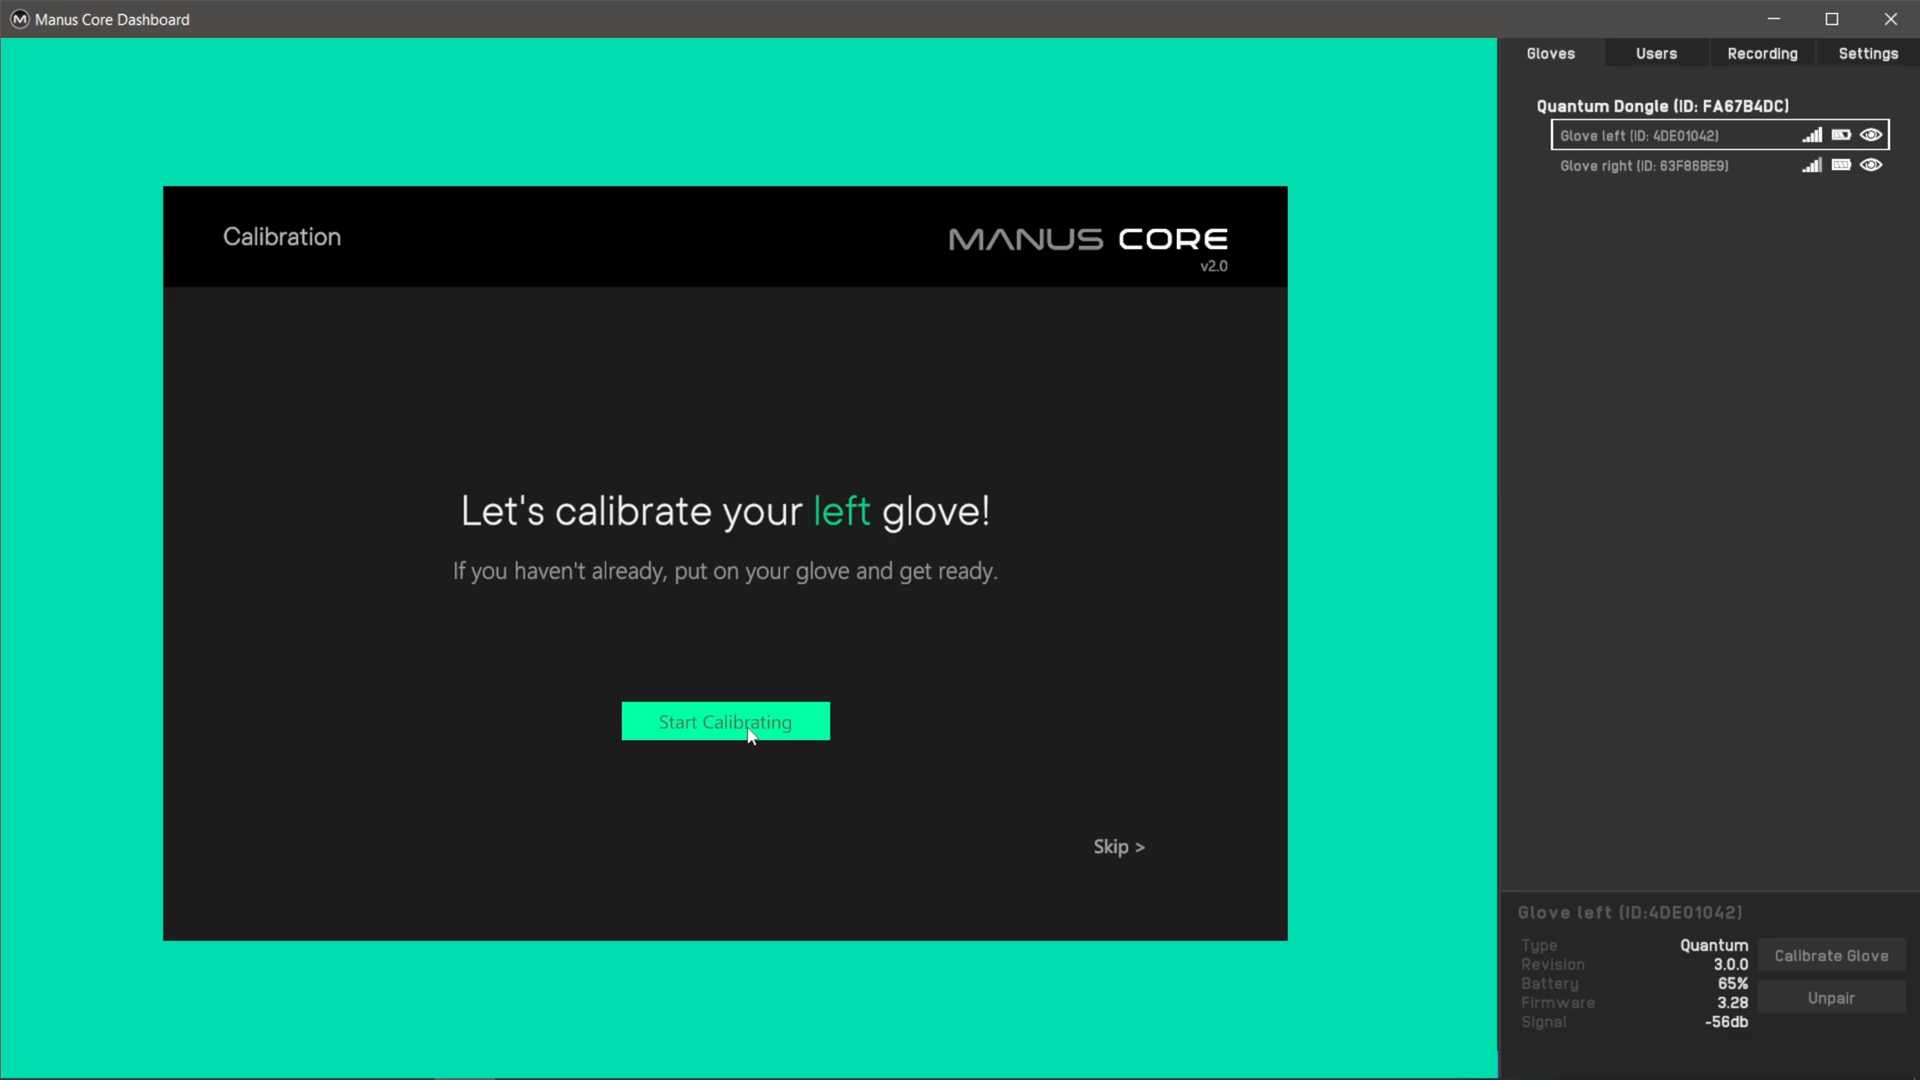 Manus Core Dashboard
Gloves Users Recording Settings
Quantum Dongle (ID: FA67B4DC)
Glove left (ID: 4DE01042)
Glove right (ID: 63F86BE9)
Calibration
MANUS CORE
v2.0
Let's calibrate your left glove!
If you haven't already, put on your glove and get ready.
Start Calibrating
Skip >
Glove left (ID:4DE01042)
Type Quantum
Revision 3.0.0
Battery 65%
Firmware 3.28
Signal -56db
Calibrate Glove
Unpair